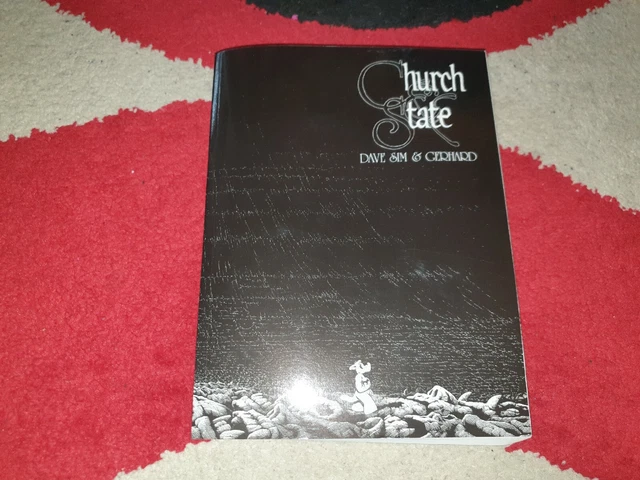 Church
&
State
DAVE SIM & GERHARD